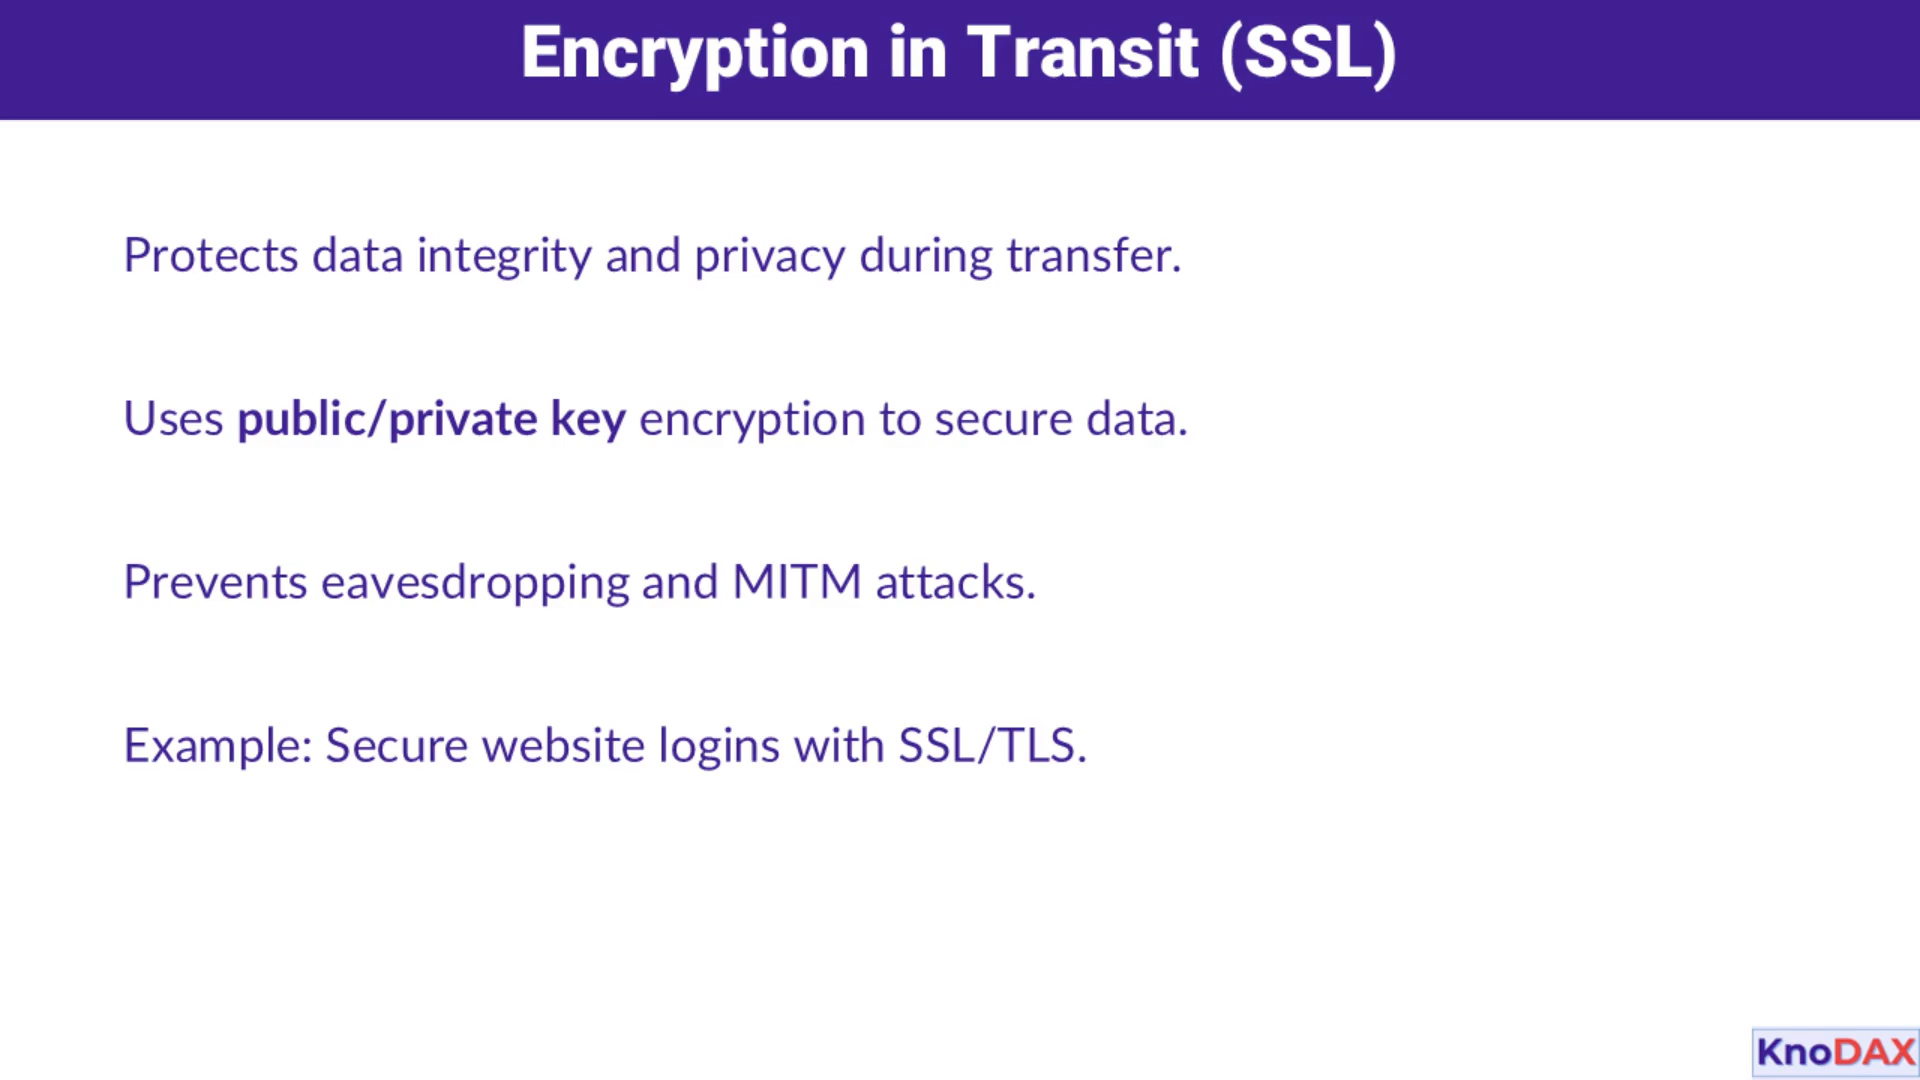 Encryption in Transit (SSL)
Protects data integrity and privacy during transfer.
Uses public/private key encryption to secure data.
Prevents eavesdropping and MITM attacks.
Example: Secure website logins with SSL/TLS.
KnoDAX